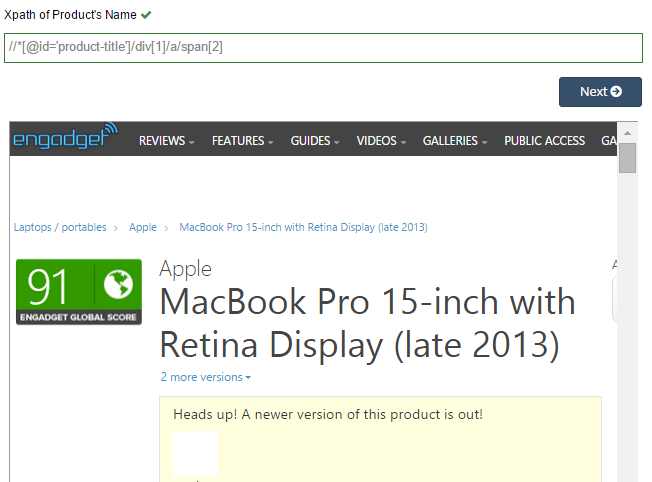 Xpath of Product's Name
//*[@id='product-title']/div[1]/a/span[2]
Next
engadget REVIEWS FEATURES GUIDES VIDEOS GALLERIES PUBLIC ACCESS GA
Laptops / portables › Apple › MacBook Pro 15-inch with Retina Display (late 2013)
91
ENGADGET GLOBAL SCORE
Apple
MacBook Pro 15-inch with
Retina Display (late 2013)
2 more versions
Heads up! A newer version of this product is out!